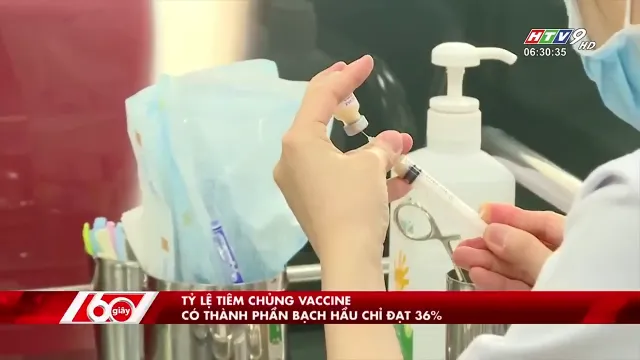 HTV9 HD
06:30:35
60 giây
TỶ LỆ TIÊM CHỦNG VACCINE
CÓ THÀNH PHẦN BẠCH HẦU CHỈ ĐẠT 36%